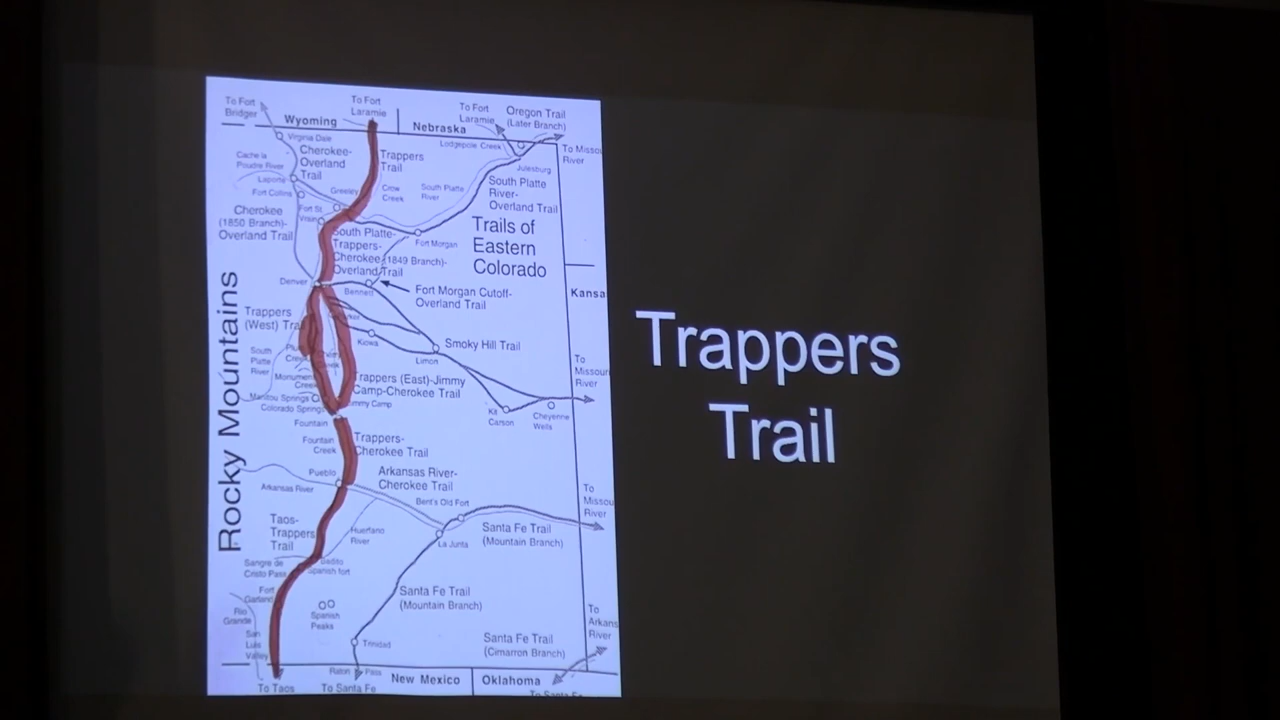 To Fort
Bridger
To Fort
Laramie
To Fort
Laramie
Oregon Trail
(Later Branch)
Wyoming
Nebraska
Virginia Dale
Lodgepole Creek
To Missou
River
Cherokee-
Overland
Trail
Trappers
Trail
Cache la
Poudre River
Laporte
Julesburg
Fort Collins
Greeley
Crow
Creek
South Platte
River
South Platte
River-
Overland Trail
Cherokee
(1850 Branch)-
Overland Trail
Fort St.
Vrain
South Platte-
Trappers-
Cherokee (1849 Branch)-
Overland Trail
Fort Morgan
Trails of
Eastern
Colorado
Denver
Bennett
Fort Morgan Cutoff-
Overland Trail
Kansa
Rocky Mountains
Trappers
(West) Tra
Kiowa
Smoky Hill Trail
Limon
South
Platte
River
To
Missouri
River
Monument
Creek
Trappers (East)-Jimmy
Camp-Cherokee Trail
Manitou Springs
Colorado Springs
Jimmy Camp
Kit
Carson
Cheyenne
Wells
Fountain
Fountain
Creek
Trappers-
Cherokee Trail
Pueblo
Arkansas River-
Cherokee Trail
Arkansas River
Bent's Old Fort
To
Missou
River
Taos-
Trappers
Trail
Huerfano
River
La Junta
Santa Fe Trail
(Mountain Branch)
Sangre de
Cristo Pass
Badito
Spanish fort
Fort
Garland
Santa Fe Trail
(Mountain Branch)
Rio
Grande
Spanish
Peaks
San
Luis
Valley
Trinidad
To
Arkans
River
Santa Fe Trail
(Cimarron Branch)
Raton Pass
New Mexico
Oklahoma
To Taos
To Santa Fe
To Santa Fe
Trappers
Trail